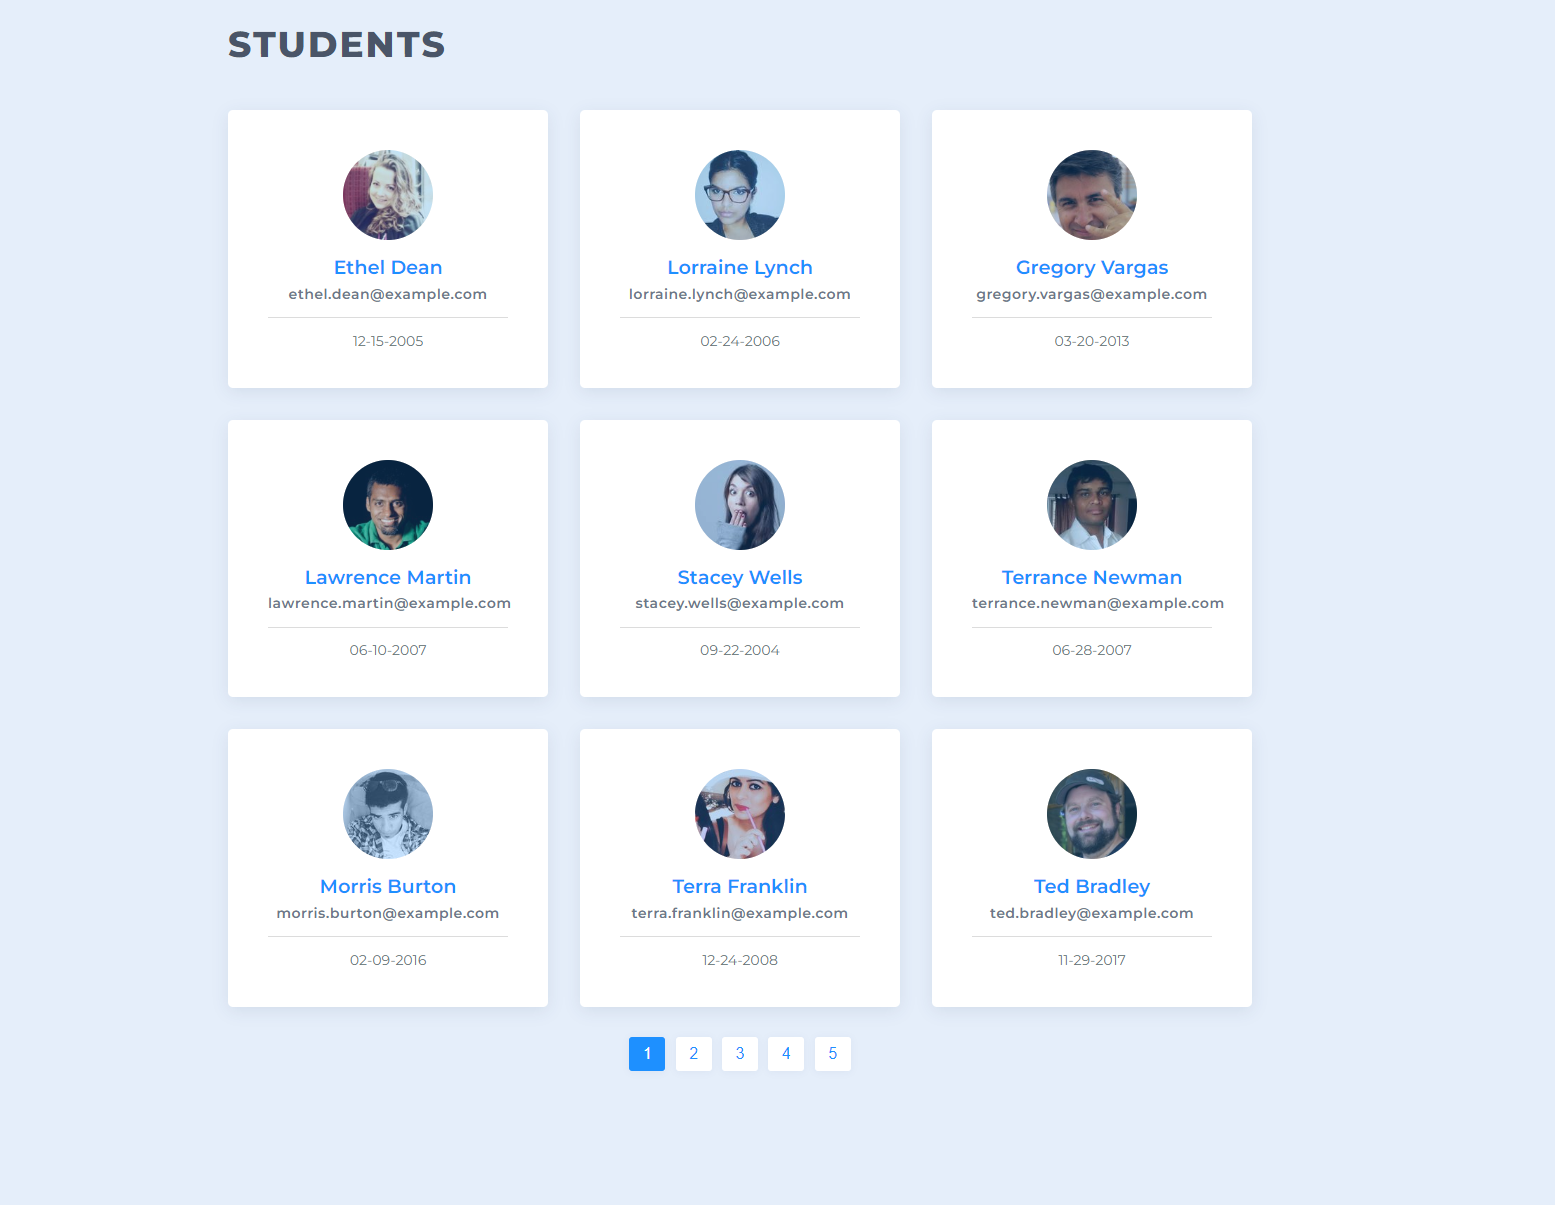 STUDENTS
Ethel Dean
ethel.dean@example.com
12-15-2005
Lorraine Lynch
lorraine.lynch@example.com
02-24-2006
Gregory Vargas
gregory.vargas@example.com
03-20-2013
Lawrence Martin
lawrence.martin@example.com
06-10-2007
Stacey Wells
stacey.wells@example.com
09-22-2004
Terrance Newman
terrance.newman@example.com
06-28-2007
Morris Burton
morris.burton@example.com
02-09-2016
Terra Franklin
terra.franklin@example.com
12-24-2008
Ted Bradley
ted.bradley@example.com
11-29-2017
1 2 3 4 5